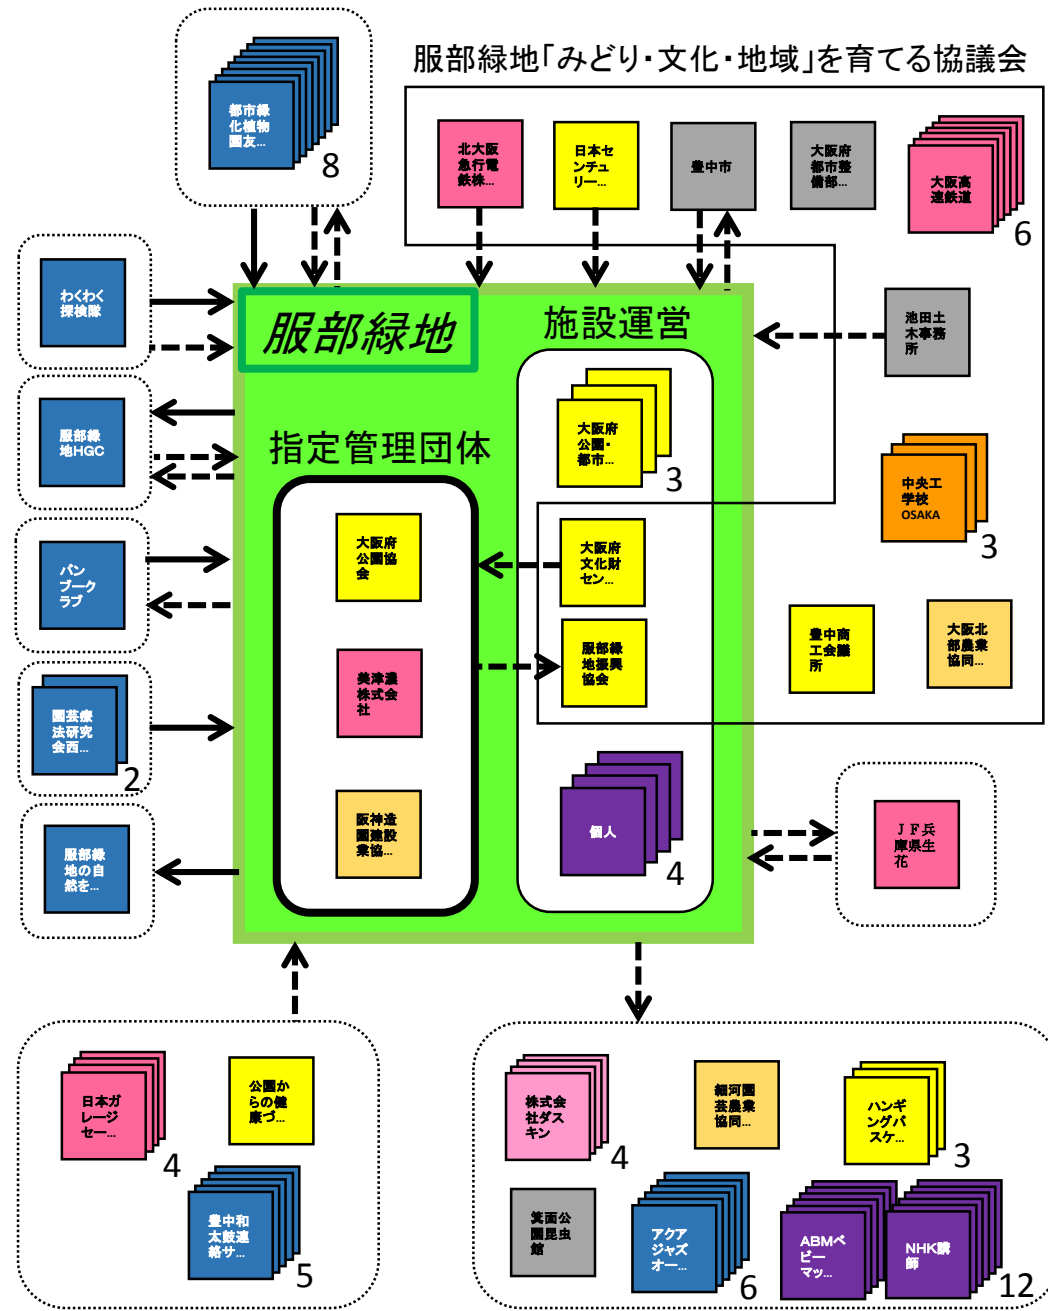 都市緑
化植物
園友...
8
服部緑地「みどり・文化・地域」を育てる協議会
北大阪
急行電
鉄株...
日本セ
ンチュ
リー...
豊中市
大阪府
都市整
備部...
大阪高
速鉄道
6
わくわく
探検隊
服部緑地
施設運営
池田土
木事務
所
服部緑
地HGC
指定管理団体
大阪府
公園・
都市...
3
中央工
学校
OSAKA
3
バン
ブーク
ラブ
大阪府
公園協
会
大阪府
文化財
セン...
服部緑
地振興
協会
豊中商
工会議
所
大阪北
部農業
協同...
園芸療
法研究
会西...
2
美津濃
株式会
社
阪神造
園建設
業協...
個人
4
服部緑
地の自
然を...
ＪＦ兵
庫県生
花
日本ガ
レージ
セー...
4
公園か
らの健
康づ...
豊中和
太鼓連
絡サ...
5
株式会
社ダス
キン
4
細河園
芸農業
協同...
ハンギ
ングバ
スケ...
3
箕面公
園昆虫
館
アクア
ジャズ
オー...
6
ABMベ
ビー
マッ...
NHK講
師
12